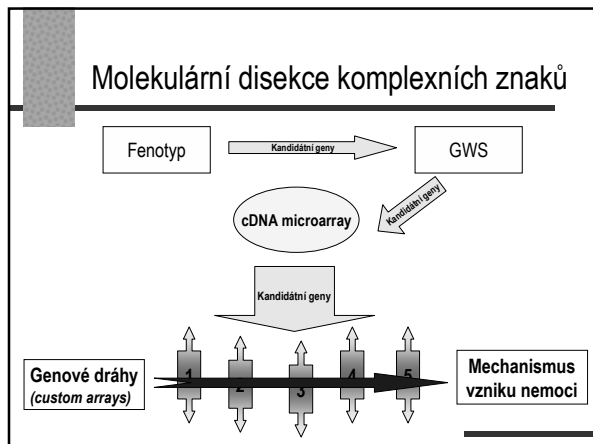 Molekulární disekce komplexních znaků
Fenotyp
Kandidátní geny
GWS
Kandidátní geny
cDNA microarray
Kandidátní geny
1
2
3
4
5
Genové dráhy
(custom arrays)
Mechanismus
vzniku nemoci